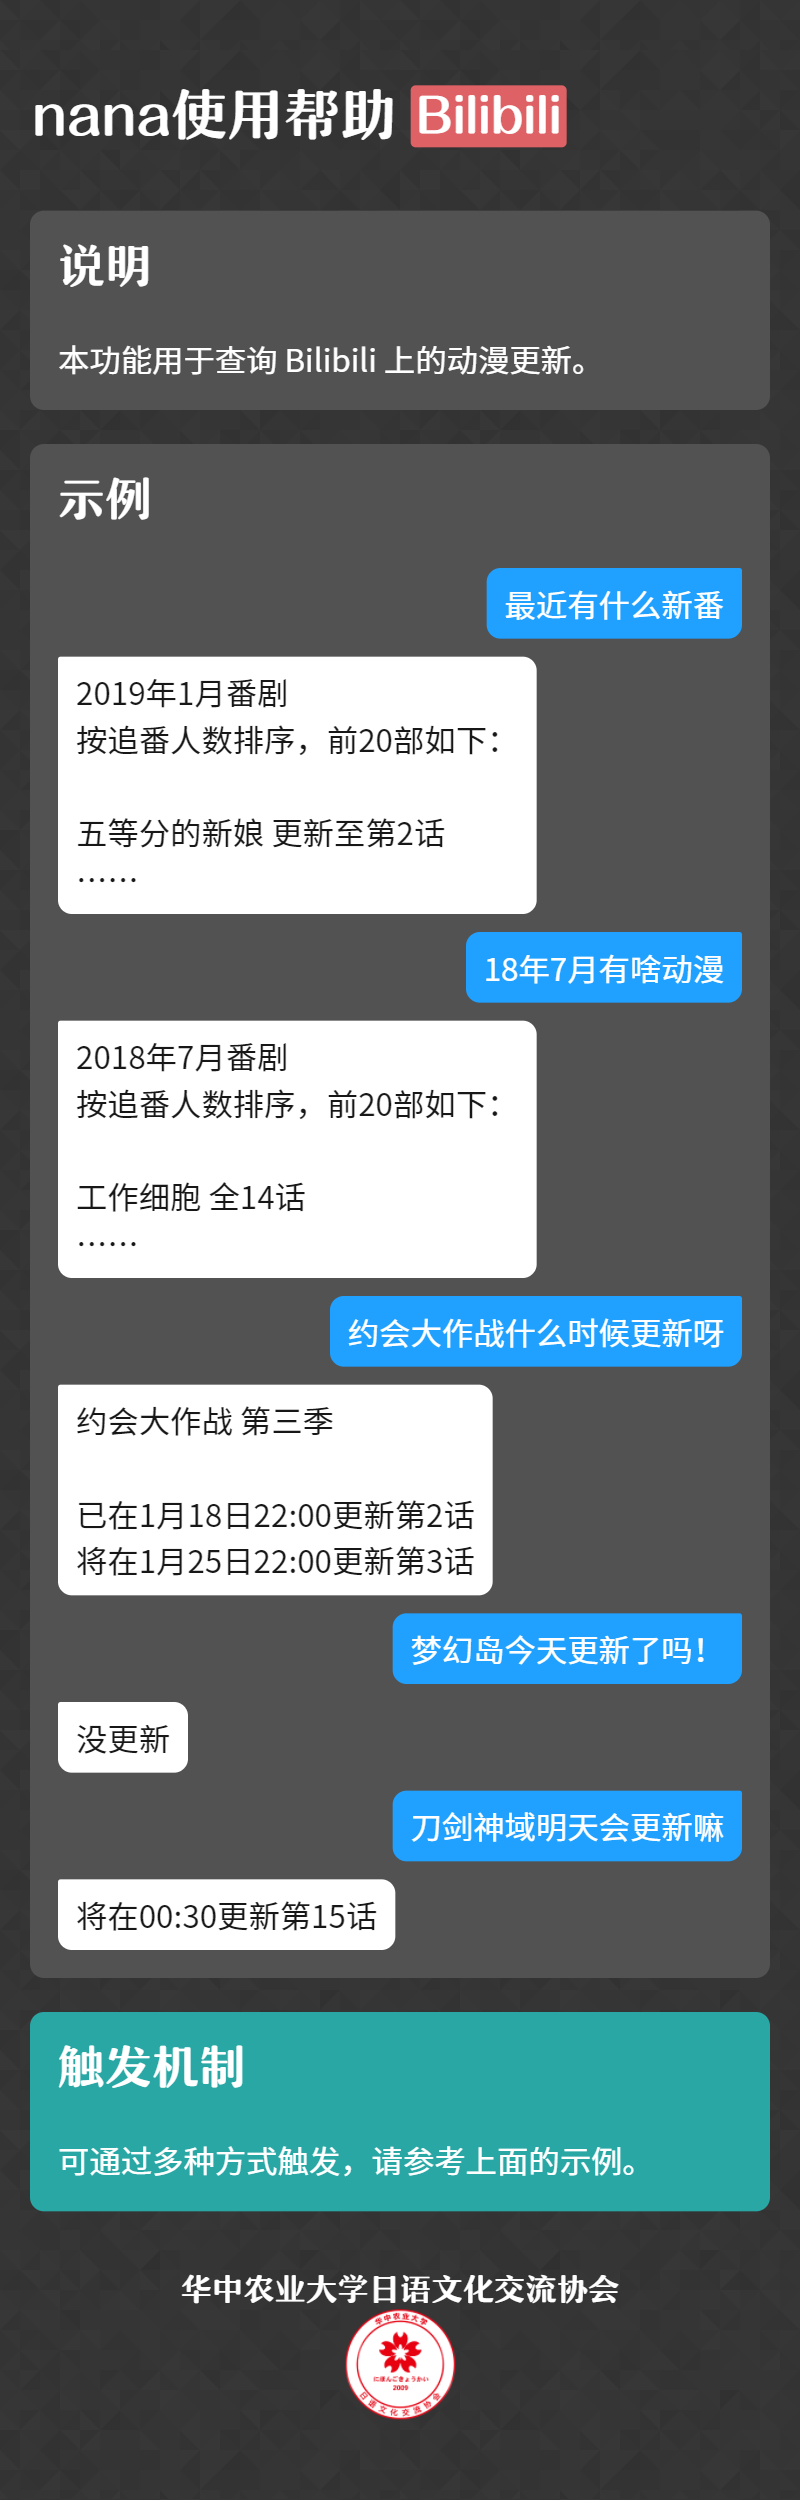 nana使用帮助 Bilibili
说明
本功能用于查询 Bilibili 上的动漫更新。
示例
最近有什么新番
2019年1月番剧
按追番人数排序，前20部如下：
五等分的新娘 更新至第2话
……
18年7月有啥动漫
2018年7月番剧
按追番人数排序，前20部如下：
工作细胞 全14话
……
约会大作战什么时候更新呀
约会大作战 第三季
已在1月18日22:00更新第2话
将在1月25日22:00更新第3话
梦幻岛今天更新了吗！
没更新
刀剑神域明天会更新嘛
将在00:30更新第15话
触发机制
可通过多种方式触发，请参考上面的示例。
华中农业大学日语文化交流协会
华中农业大学
にほんごきょうかい
2009
日语文化交流协会